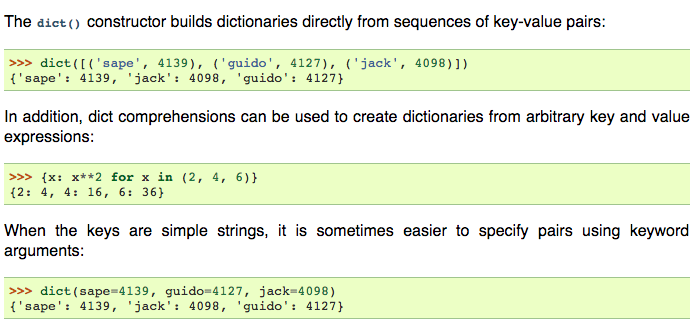 The dict() constructor builds dictionaries directly from sequences of key-value pairs:
>>> dict([('sape', 4139), ('guido', 4127), ('jack', 4098)])
{'sape': 4139, 'jack': 4098, 'guido': 4127}
In addition, dict comprehensions can be used to create dictionaries from arbitrary key and value
expressions:
>>> {x: x**2 for x in (2, 4, 6)}
{2: 4, 4: 16, 6: 36}
When the keys are simple strings, it is sometimes easier to specify pairs using keyword
arguments:
>>> dict(sape=4139, guido=4127, jack=4098)
{'sape': 4139, 'jack': 4098, 'guido': 4127}